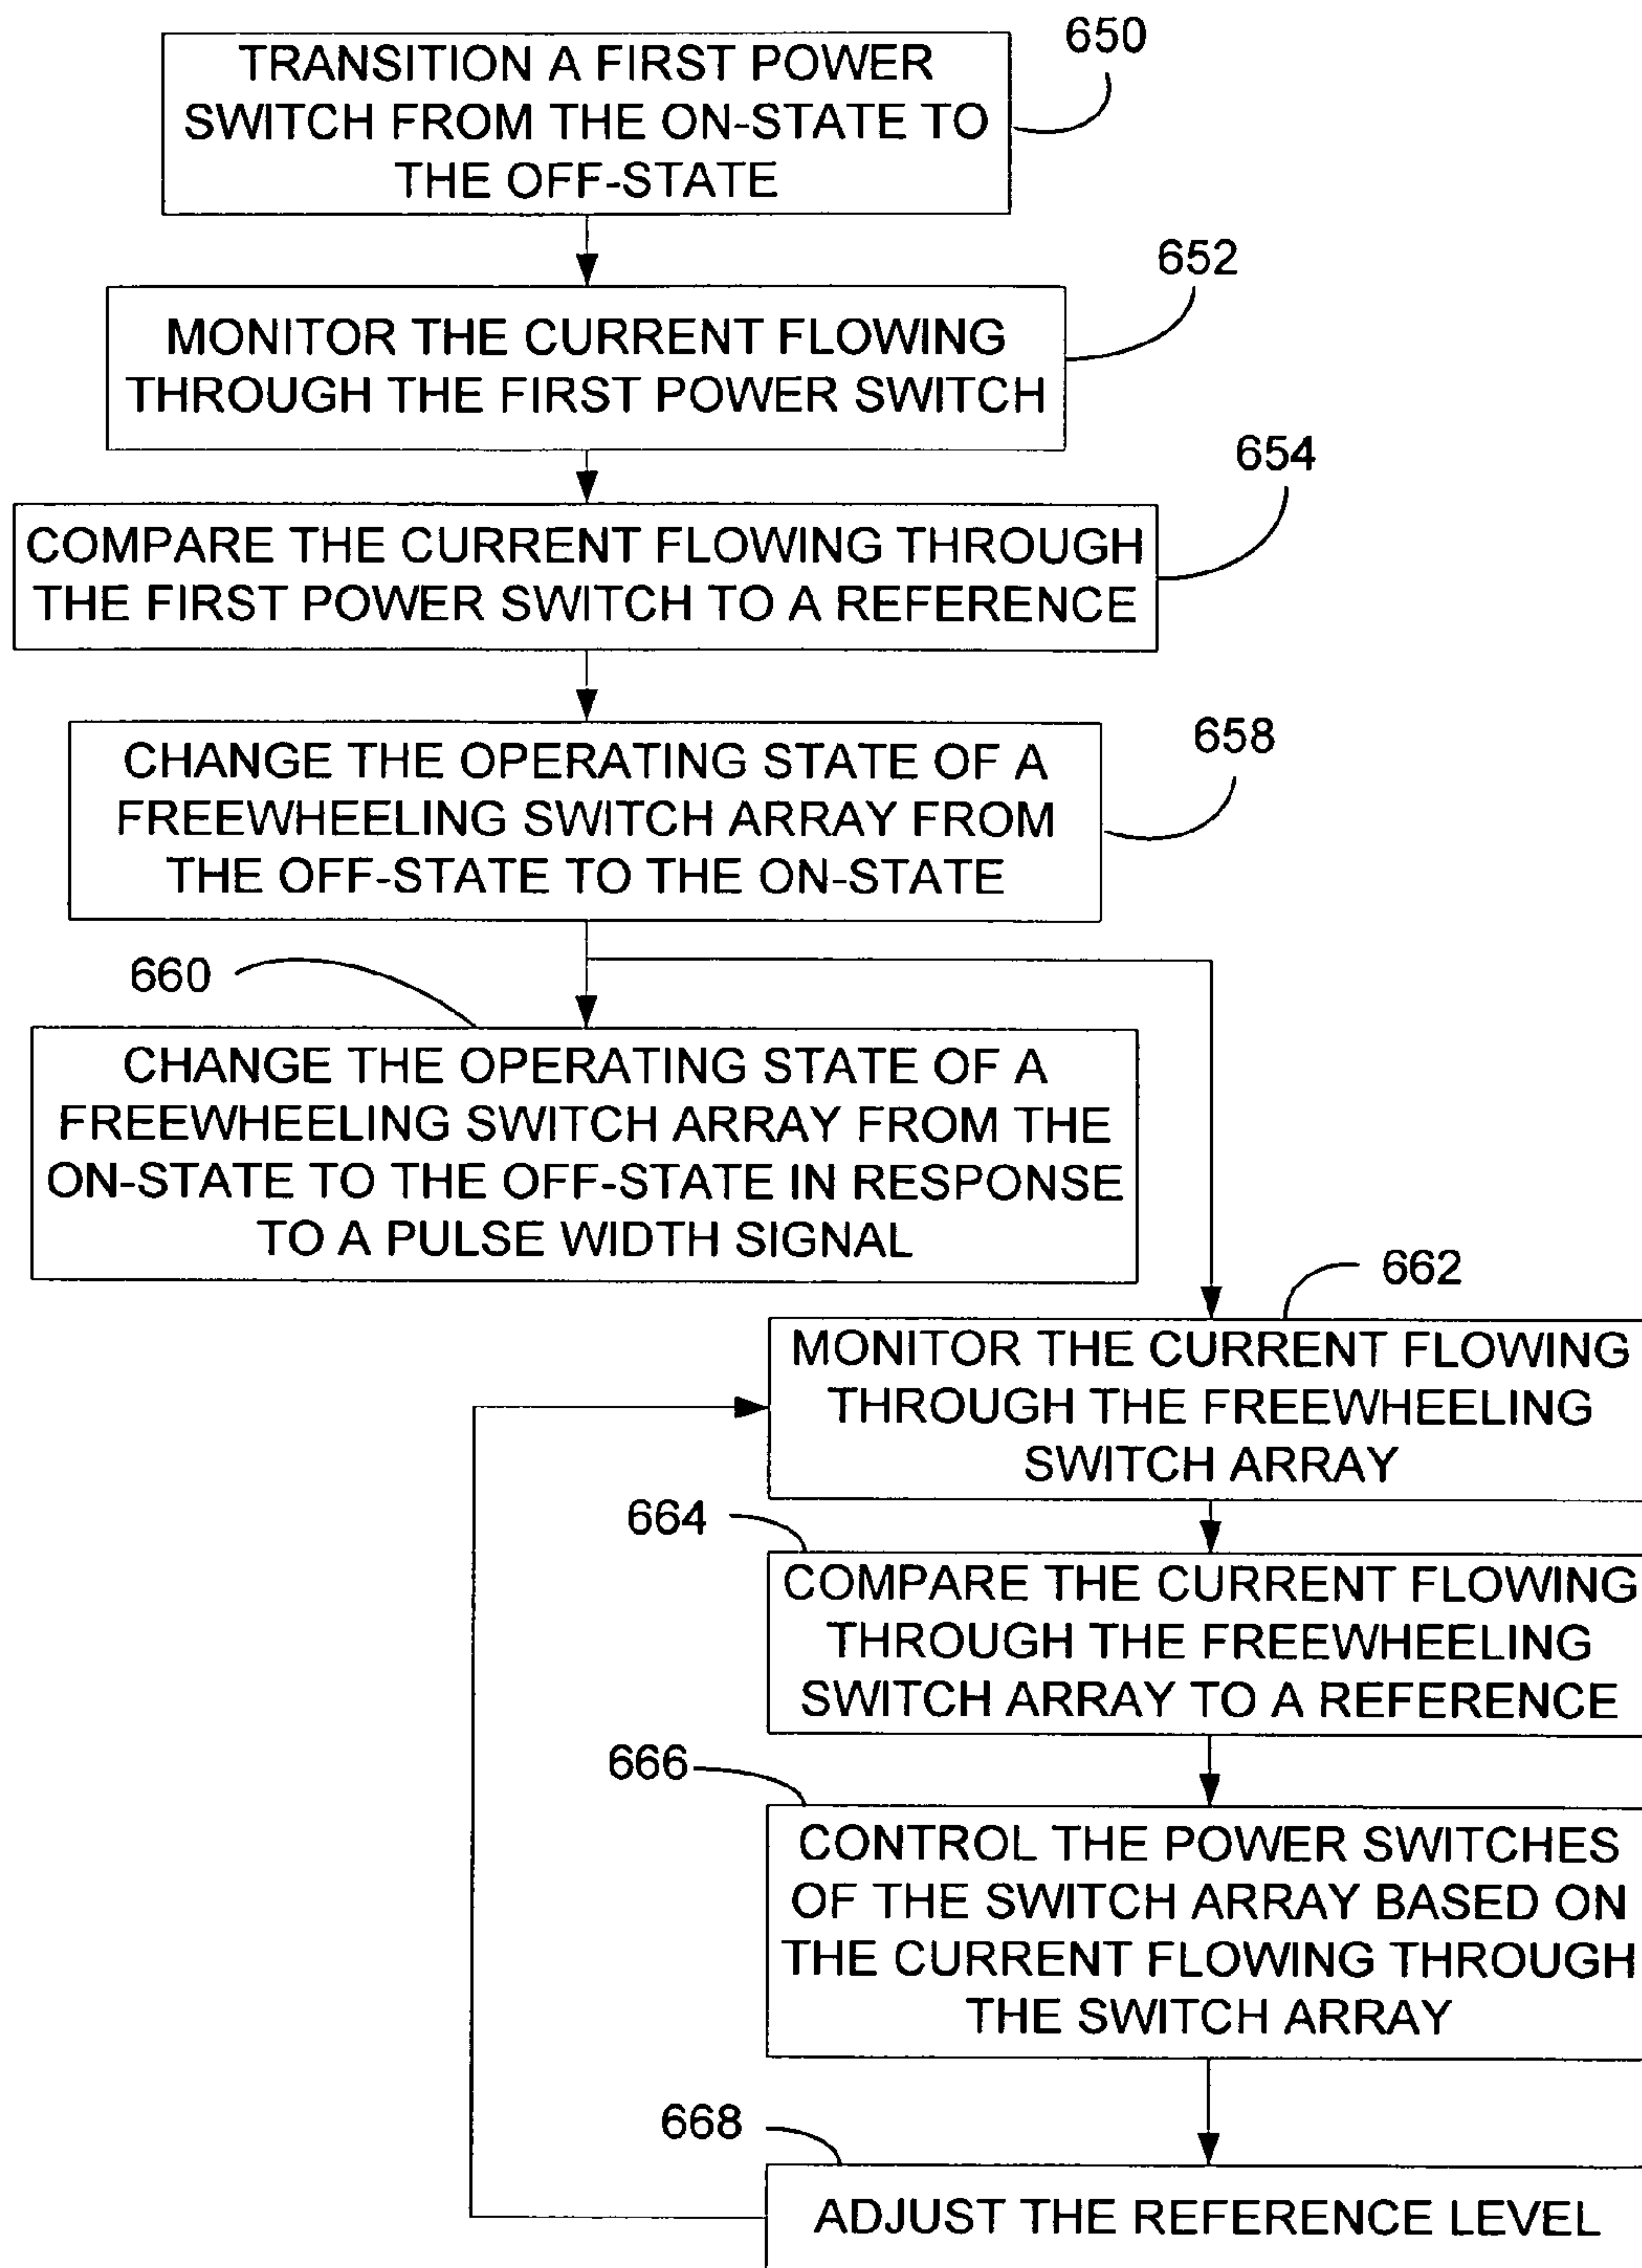 650
TRANSITION A FIRST POWER
SWITCH FROM THE ON-STATE TO
THE OFF-STATE
652
MONITOR THE CURRENT FLOWING
THROUGH THE FIRST POWER SWITCH
654
COMPARE THE CURRENT FLOWING THROUGH
THE FIRST POWER SWITCH TO A REFERENCE
658
CHANGE THE OPERATING STATE OF A
FREEWHEELING SWITCH ARRAY FROM
THE OFF-STATE TO THE ON-STATE
660
CHANGE THE OPERATING STATE OF A
FREEWHEELING SWITCH ARRAY FROM THE
ON-STATE TO THE OFF-STATE IN RESPONSE
TO A PULSE WIDTH SIGNAL
662
MONITOR THE CURRENT FLOWING
THROUGH THE FREEWHEELING
SWITCH ARRAY
664
COMPARE THE CURRENT FLOWING
THROUGH THE FREEWHEELING
SWITCH ARRAY TO A REFERENCE
666
CONTROL THE POWER SWITCHES
OF THE SWITCH ARRAY BASED ON
THE CURRENT FLOWING THROUGH
THE SWITCH ARRAY
668
ADJUST THE REFERENCE LEVEL